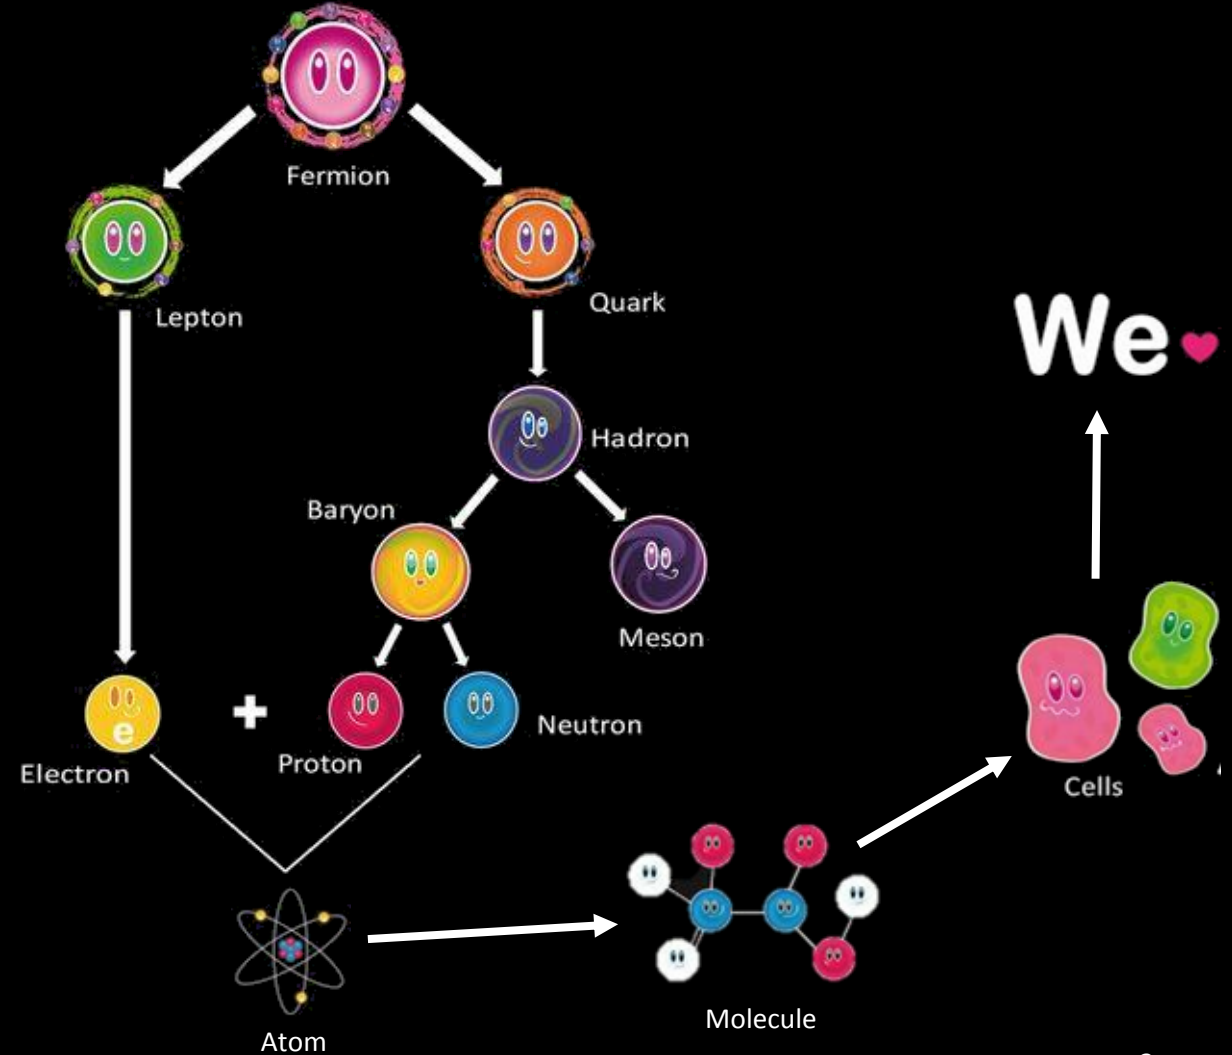 Fermion
Lepton
Quark
Hadron
Baryon
Meson
e
Electron
Proton
Neutron
Atom
Molecule
Cells
We